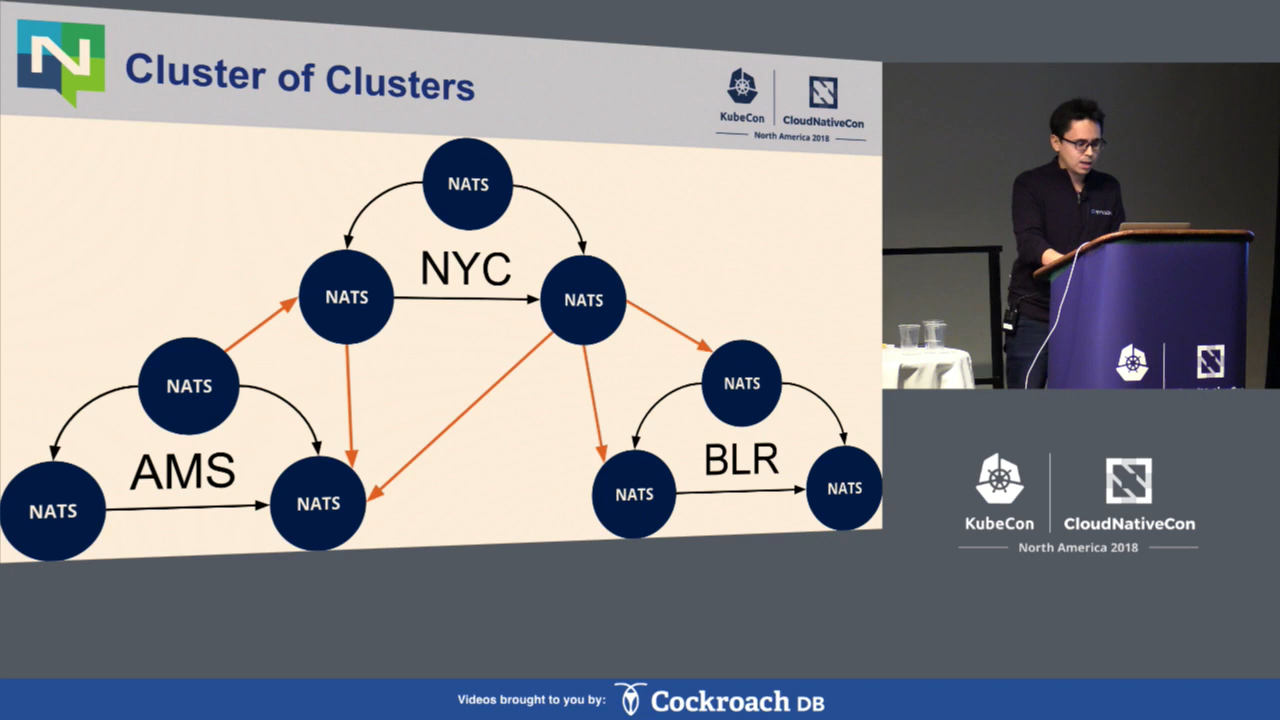 N
Cluster of Clusters
KubeCon
CloudNativeCon
North America 2018
NATS
NATS
NYC
NATS
NATS
NATS
AMS
BLR
NATS
NATS
NATS
NATS
KubeCon
CloudNativeCon
North America 2018
Videos brought to you by:
Cockroach DB